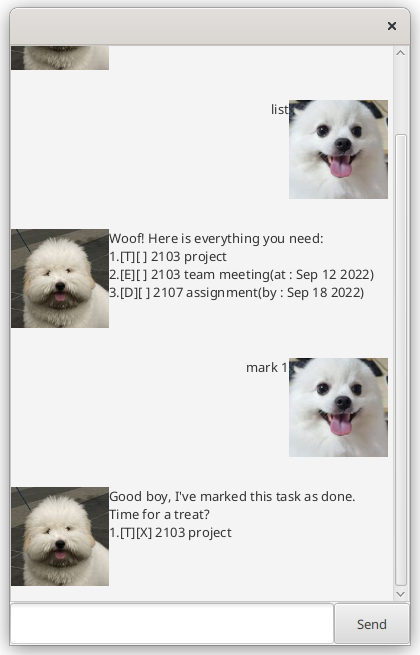 list
Woof! Here is everything you need:
1.[T][ ] 2103 project
2.[E][ ] 2103 team meeting(at : Sep 12 2022)
3.[D][ ] 2107 assignment(by : Sep 18 2022)
mark 1
Good boy, I've marked this task as done.
Time for a treat?
1.[T][X] 2103 project
Send